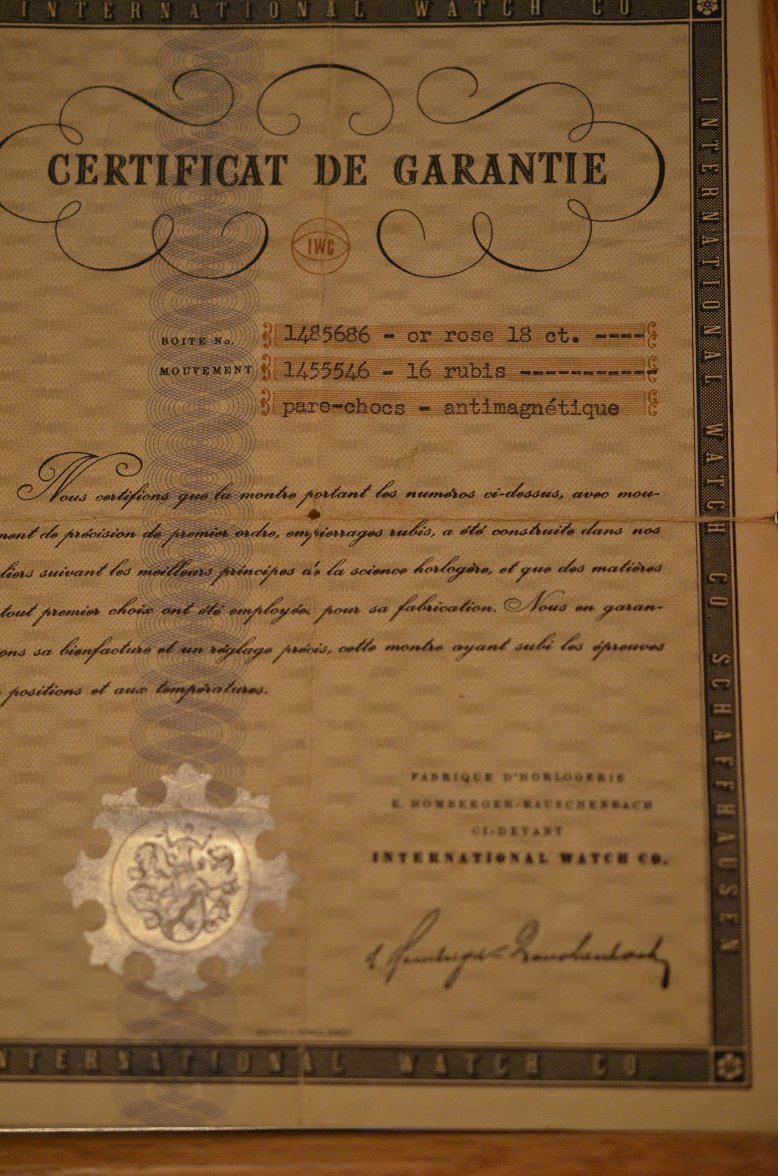 INTERNATIONAL WATCH CO.
CERTIFICAT DE GARANTIE
IWC
BOITE No. 1485686 - or rose 18 ct. ----
MOUVEMENT 1455546 - 16 rubis -----------
pare-chocs - antimagnétique
Nous certifions que la montre portant les numéros ci-dessus, avec mou-
ment de précision de premier ordre, empierrages rubis, a été construite dans nos
liers suivant les meilleurs principes de la science horlogère, et que des matières
tout premier choix ont été employées pour sa fabrication. Nous en garan-
ons sa bienfacture et un réglage précis, cette montre ayant subi les épreuves
positions et aux températures.
FABRIQUE D'HORLOGERIE
E. HOMBERGER-RAUSCHENBACH
CI-DEVANT
INTERNATIONAL WATCH CO.
E. Homberger-Rauschenbach
INTERNATIONAL WATCH CO.
INTERNATIONAL WATCH CO. SCHAFFHAUSEN